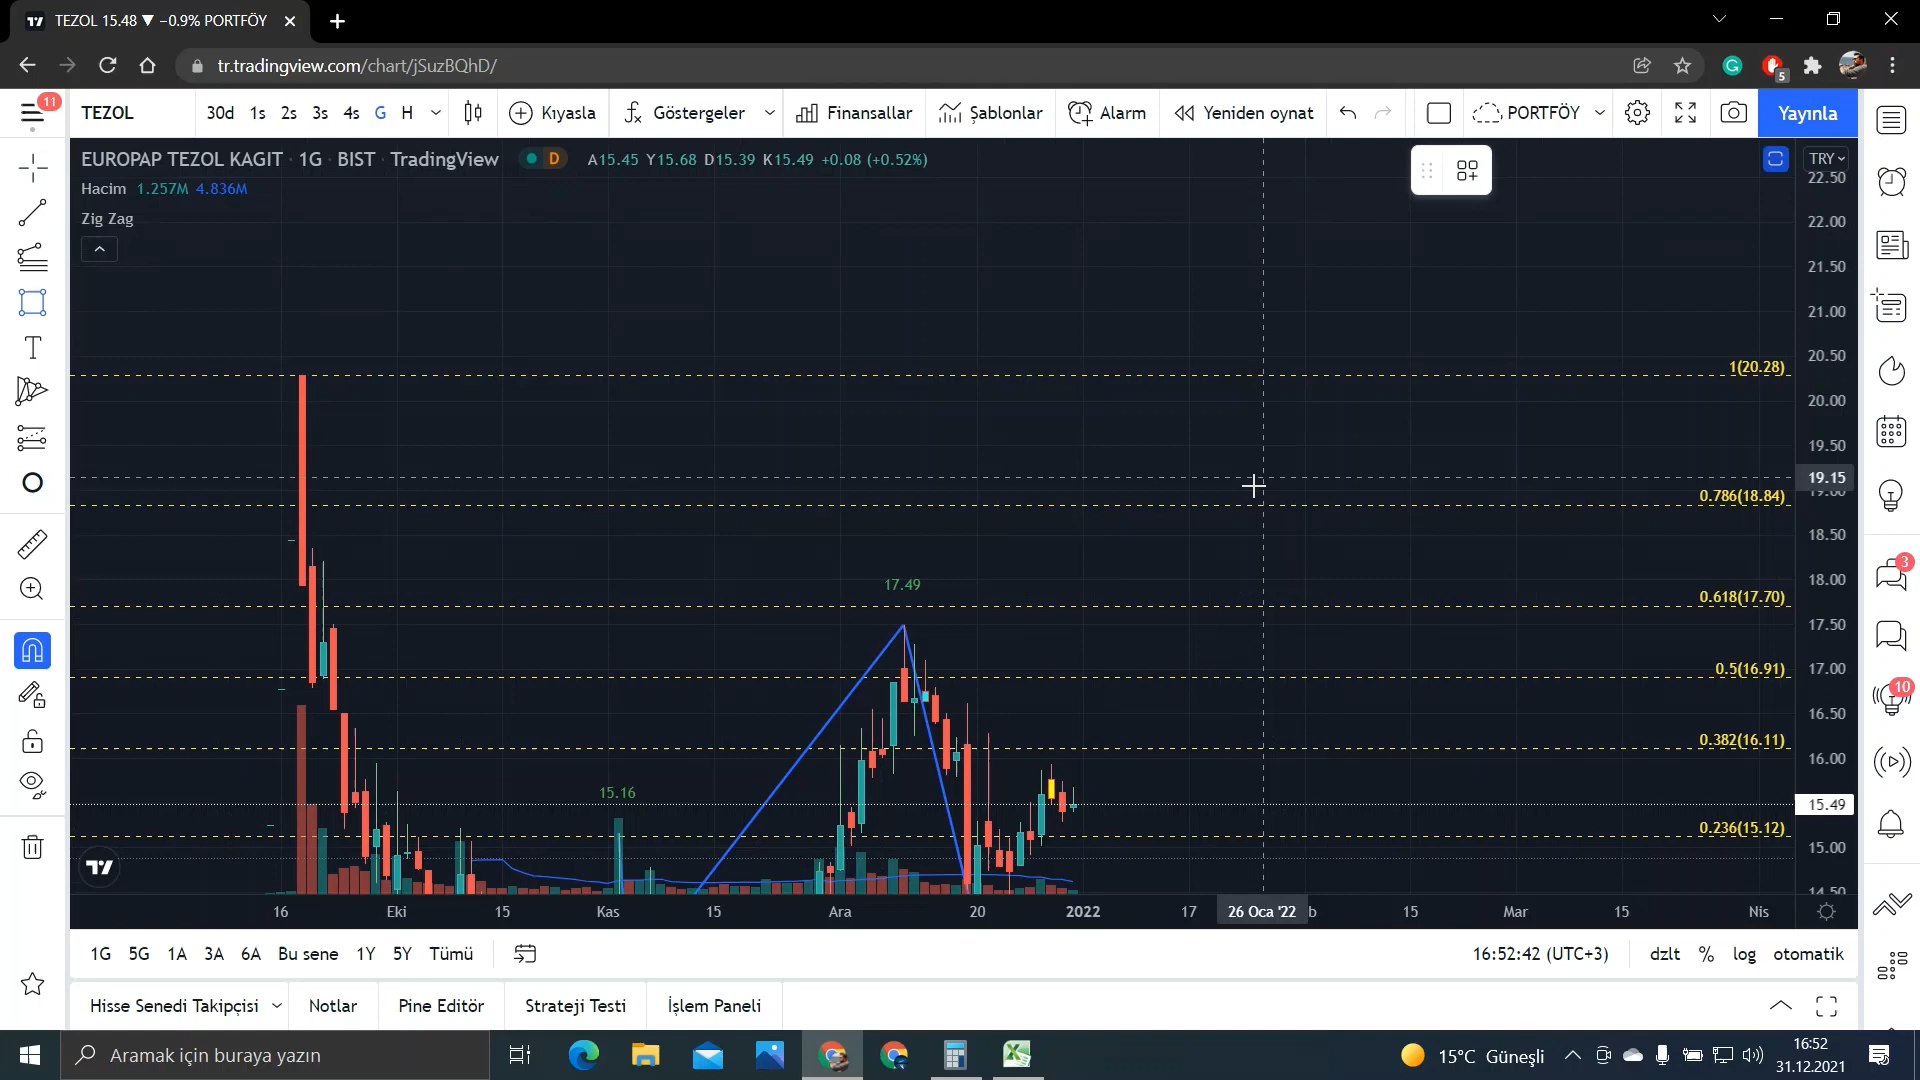 TEZOL 15.48 ▼ −0.9% PORTFÖY
tr.tradingview.com/chart/jSuzBQhD/
5
11
TEZOL
30d 1s 2s 3s 4s G H
Kıyasla
Göstergeler
Finansallar
Şablonlar
Alarm
Yeniden oynat
PORTFÖY
Yayınla
EUROPAP TEZOL KAGIT · 1G · BIST · TradingView
D
A15.45 Y15.68 D15.39 K15.49 +0.08 (+0.52%)
TRY
Hacim 1.257M 4.836M
Zig Zag
22.50
22.00
21.50
21.00
20.50
1(20.28)
20.00
19.50
19.15
19.00
0.786(18.84)
18.50
18.00
17.49
0.618(17.70)
17.50
0.5(16.91)
17.00
16.50
0.382(16.11)
16.00
15.16
15.49
0.236(15.12)
15.00
14.50
3
10
16 Eki 15 Kas 15 Ara 20 2022 17 26 Oca '22 b 15 Mar 15 Nis
1G 5G 1A 3A 6A Bu sene 1Y 5Y Tümü
16:52:42 (UTC+3)
dzlt % log otomatik
Hisse Senedi Takipçisi
Notlar
Pine Editör
Strateji Testi
İşlem Paneli
Aramak için buraya yazın
15°C Güneşli
16:52
31.12.2021